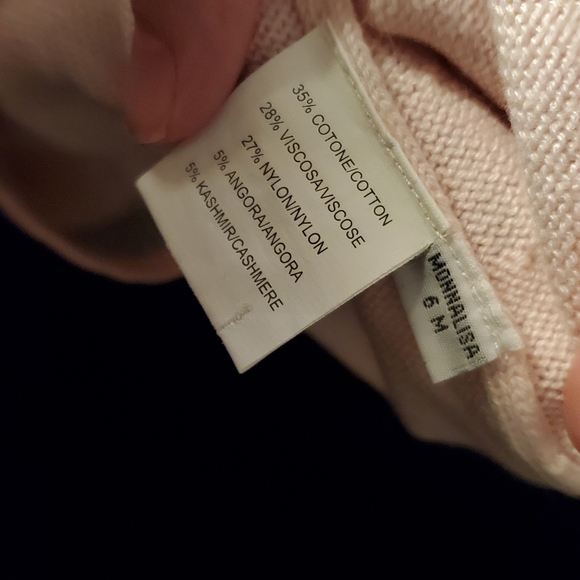 35% COTONE/COTTON
28% VISCOSA/VISCOSE
27% NYLON/NYLON
5% ANGORA/ANGORA
5% KASHMIR/CASHMERE
MONNALISA
6 M